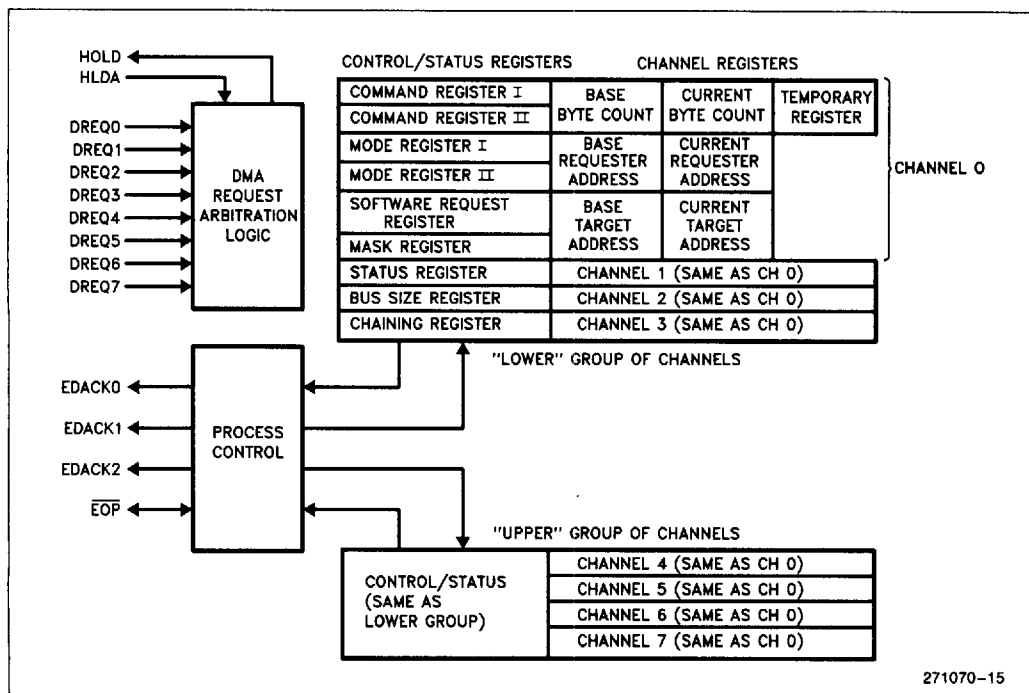 HOLD
HLDA
DREQ0
DREQ1
DREQ2
DREQ3
DREQ4
DREQ5
DREQ6
DREQ7
DMA
REQUEST
ARBITRATION
LOGIC
CONTROL/STATUS REGISTERS
CHANNEL REGISTERS
COMMAND REGISTER I
COMMAND REGISTER II
MODE REGISTER I
MODE REGISTER II
SOFTWARE REQUEST
REGISTER
MASK REGISTER
STATUS REGISTER
BUS SIZE REGISTER
CHAINING REGISTER
BASE
BYTE COUNT
CURRENT
BYTE COUNT
TEMPORARY
REGISTER
BASE
REQUESTER
ADDRESS
CURRENT
REQUESTER
ADDRESS
BASE
TARGET
ADDRESS
CURRENT
TARGET
ADDRESS
CHANNEL 0
CHANNEL 1 (SAME AS CH 0)
CHANNEL 2 (SAME AS CH 0)
CHANNEL 3 (SAME AS CH 0)
"LOWER" GROUP OF CHANNELS
EDACK0
EDACK1
EDACK2
EOP
PROCESS
CONTROL
"UPPER" GROUP OF CHANNELS
CONTROL/STATUS
(SAME AS
LOWER GROUP)
CHANNEL 4 (SAME AS CH 0)
CHANNEL 5 (SAME AS CH 0)
CHANNEL 6 (SAME AS CH 0)
CHANNEL 7 (SAME AS CH 0)
271070-15